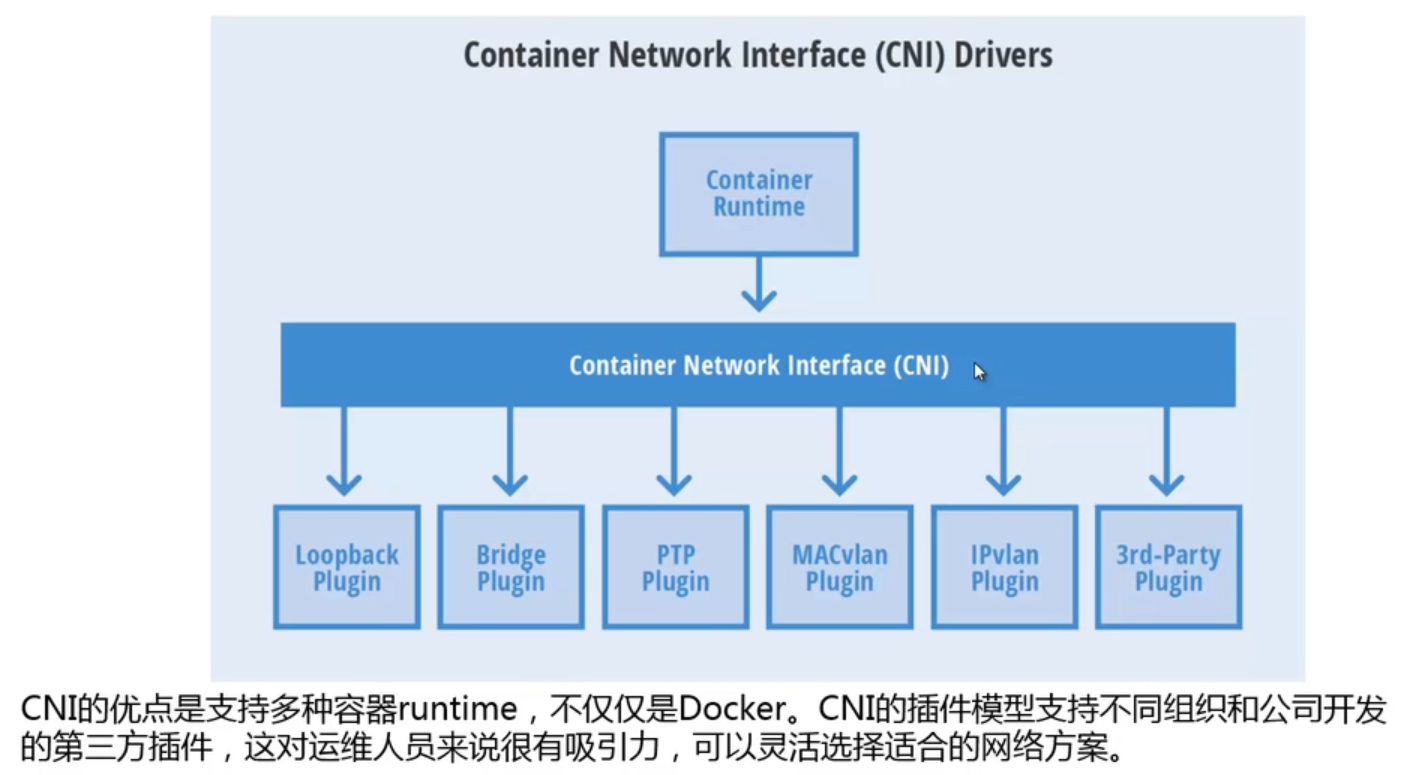 Container Network Interface (CNI) Drivers
Container
Runtime
Container Network Interface (CNI)
Loopback
Plugin
Bridge
Plugin
PTP
Plugin
MACvlan
Plugin
IPvlan
Plugin
3rd-Party
Plugin
CNI的优点是支持多种容器runtime，不仅仅是Docker。CNI的插件模型支持不同组织和公司开发
的第三方插件，这对运维人员来说很有吸引力，可以灵活选择适合的网络方案。